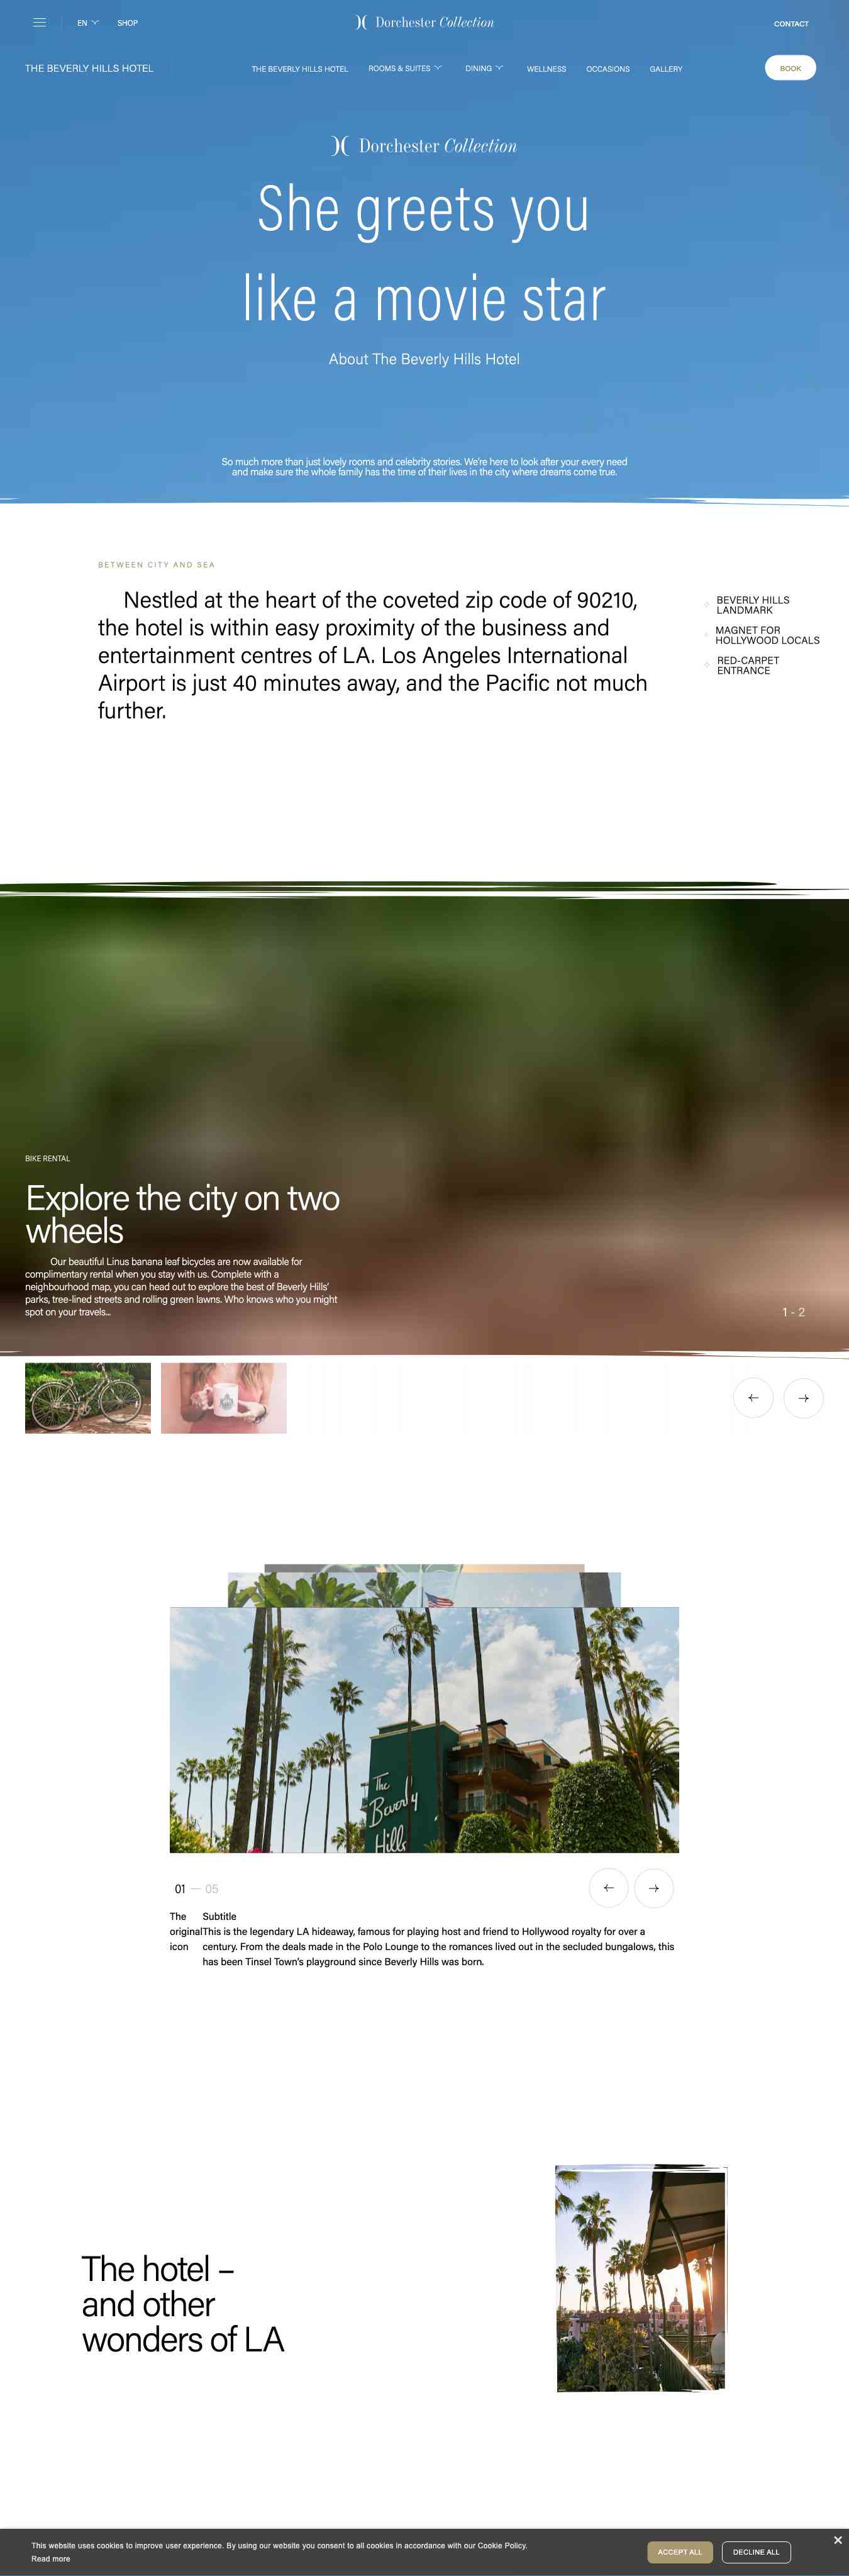 EN
SHOP
Dorchester Collection
CONTACT
THE BEVERLY HILLS HOTEL
THE BEVERLY HILLS HOTEL
ROOMS & SUITES
DINING
WELLNESS
OCCASIONS
GALLERY
BOOK
Dorchester Collection
She greets you
like a movie star
About The Beverly Hills Hotel
So much more than just lovely rooms and celebrity stories. We're here to look after your every need
and make sure the whole family has the time of their lives in the city where dreams come true.
BETWEEN CITY AND SEA
Nestled at the heart of the coveted zip code of 90210,
the hotel is within easy proximity of the business and
entertainment centres of LA. Los Angeles International
Airport is just 40 minutes away, and the Pacific not much
further.
BEVERLY HILLS
LANDMARK
MAGNET FOR
HOLLYWOOD LOCALS
RED-CARPET
ENTRANCE
BIKE RENTAL
Explore the city on two
wheels
Our beautiful Linus banana leaf bicycles are now available for
complimentary rental when you stay with us. Complete with a
neighbourhood map, you can head out to explore the best of Beverly Hills'
parks, tree-lined streets and rolling green lawns. Who knows who you might
spot on your travels...
1 - 2
The
Beverly
Hills
01 — 05
The
original
icon
Subtitle
This is the legendary LA hideaway, famous for playing host and friend to Hollywood royalty for over a
century. From the deals made in the Polo Lounge to the romances lived out in the secluded bungalows, this
has been Tinsel Town's playground since Beverly Hills was born.
The hotel –
and other
wonders of LA
This website uses cookies to improve user experience. By using our website you consent to all cookies in accordance with our Cookie Policy.
Read more
ACCEPT ALL
DECLINE ALL